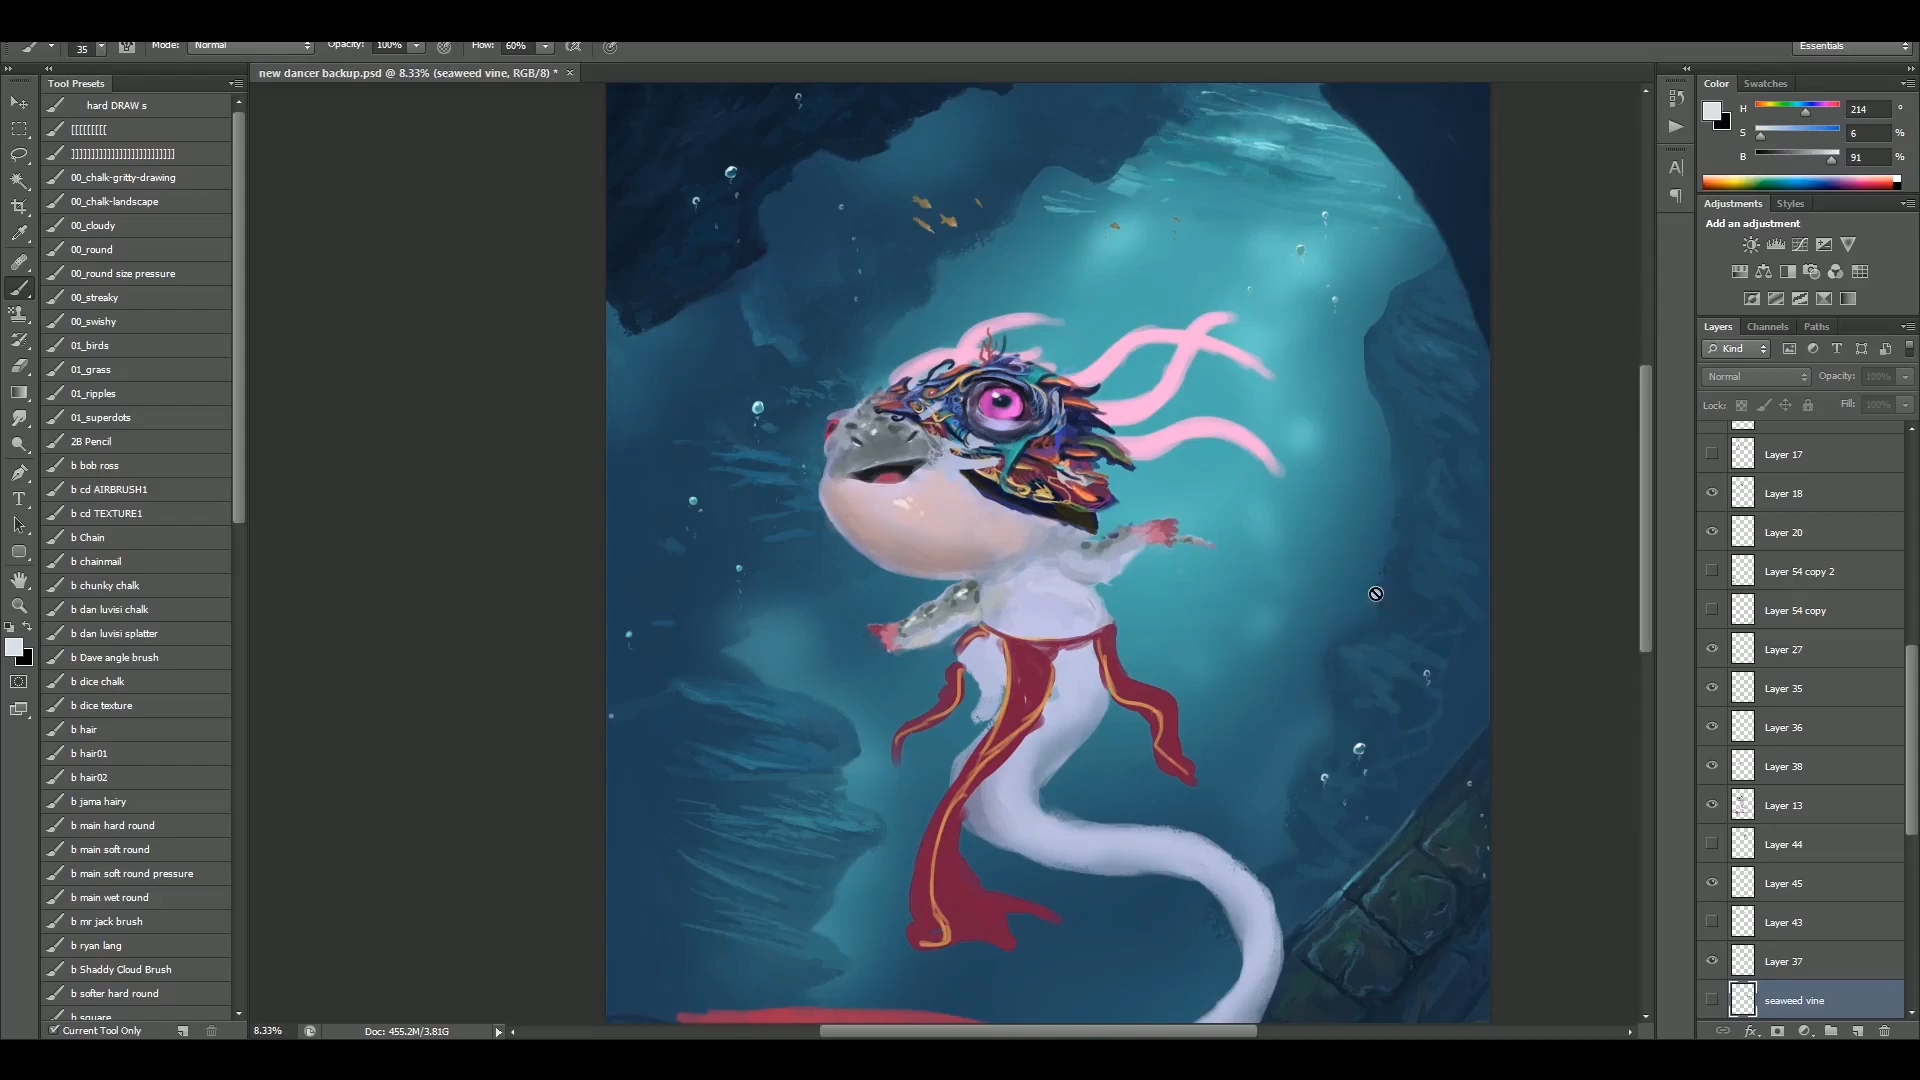 35
Mode:
Normal
Opacity:
100%
Flow:
60%
Essentials
Tool Presets
new dancer backup.psd @ 8.33% (seaweed vine, RGB/8) *
hard DRAW s
[[[[[[[[[
]]]]]]]]]]]]]]]]]]]]]]]]]]
00_chalk-gritty-drawing
00_chalk-landscape
00_cloudy
00_round
00_round size pressure
00_streaky
00_swishy
01_birds
01_grass
01_ripples
01_superdots
2B Pencil
b bob ross
b cd AIRBRUSH1
b cd TEXTURE1
b Chain
b chainmail
b chunky chalk
b dan luvisi chalk
b dan luvisi splatter
b Dave angle brush
b dice chalk
b dice texture
b hair
b hair01
b hair02
b jama hairy
b main hard round
b main soft round
b main soft round pressure
b main wet round
b mr jack brush
b ryan lang
b Shaddy Cloud Brush
b softer hard round
b square
Current Tool Only
8.33%
Doc: 455.2M/3.81G
Color
Swatches
H
214
°
S
6
%
B
91
%
Adjustments
Styles
Add an adjustment
Layers
Channels
Paths
Kind
Normal
Opacity:
100%
Lock:
Fill:
100%
Layer 17
Layer 18
Layer 20
Layer 54 copy 2
Layer 54 copy
Layer 27
Layer 35
Layer 36
Layer 38
Layer 13
Layer 44
Layer 45
Layer 43
Layer 37
seaweed vine